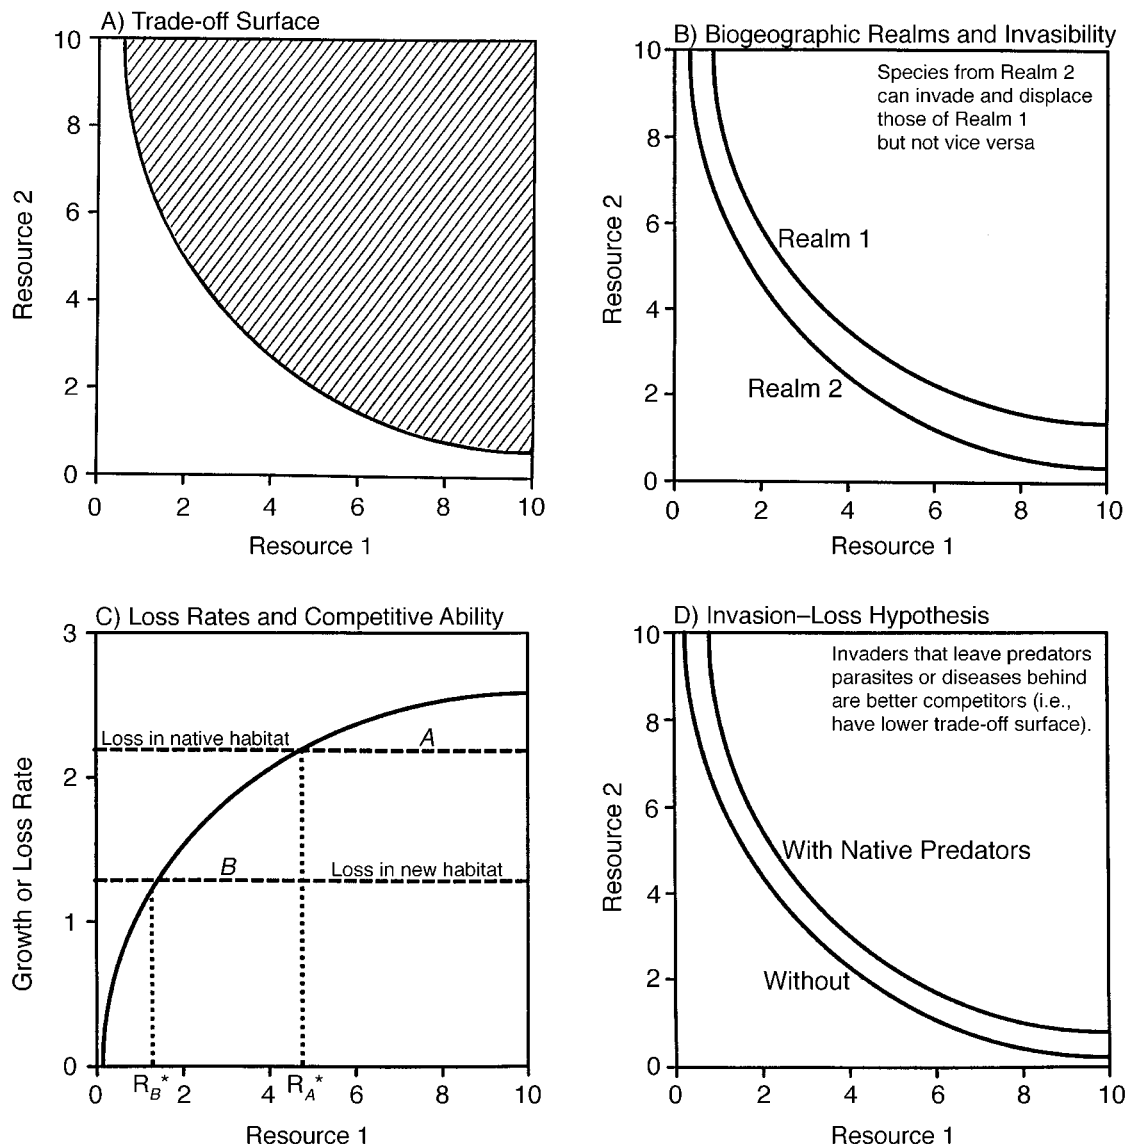 A) Trade-off Surface
10
8
6
4
2
0
Resource 2
0 2 4 6 8 10
Resource 1
B) Biogeographic Realms and Invasibility
10
8
6
4
2
0
Resource 2
Species from Realm 2
can invade and displace
those of Realm 1
but not vice versa
Realm 1
Realm 2
0 2 4 6 8 10
Resource 1
C) Loss Rates and Competitive Ability
3
2
1
0
Growth or Loss Rate
Loss in native habitat A
B Loss in new habitat
0 R_B* 2 4 R_A* 6 8 10
Resource 1
D) Invasion–Loss Hypothesis
10
8
6
4
2
0
Resource 2
Invaders that leave predators
parasites or diseases behind
are better competitors (i.e.,
have lower trade-off surface).
With Native Predators
Without
0 2 4 6 8 10
Resource 1